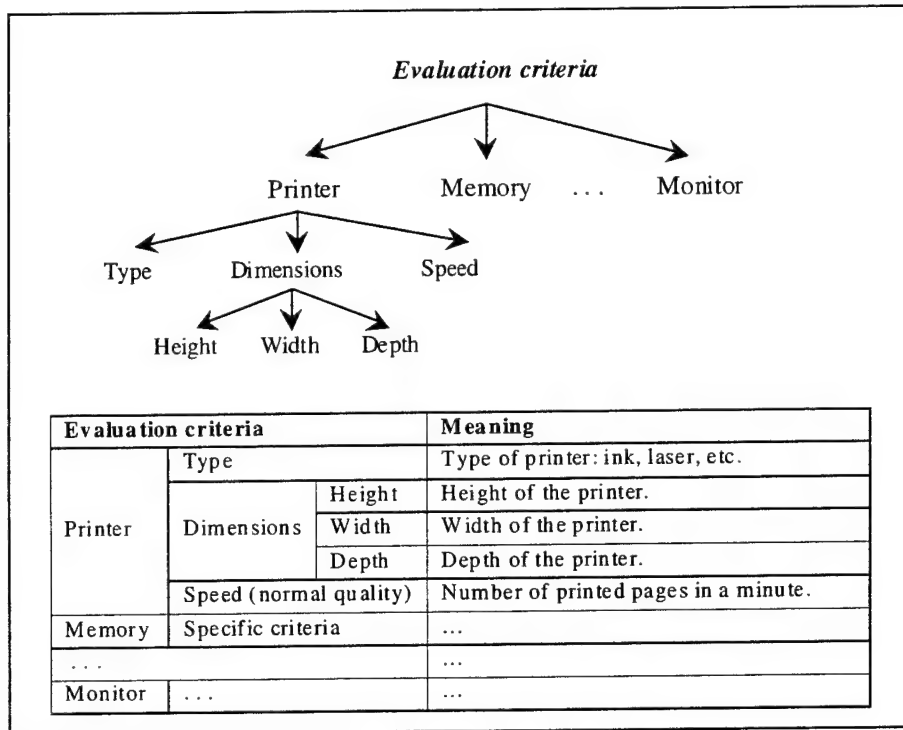 Evaluation criteria
Printer Memory ... Monitor
Type Dimensions Speed
Height Width Depth
Evaluation criteria Meaning
Type Type of printer: ink, laser, etc.
Height Height of the printer.
Printer Dimensions Width Width of the printer.
Depth Depth of the printer.
Speed (normal quality) Number of printed pages in a minute.
Memory Specific criteria ...
... ...
Monitor ... ...